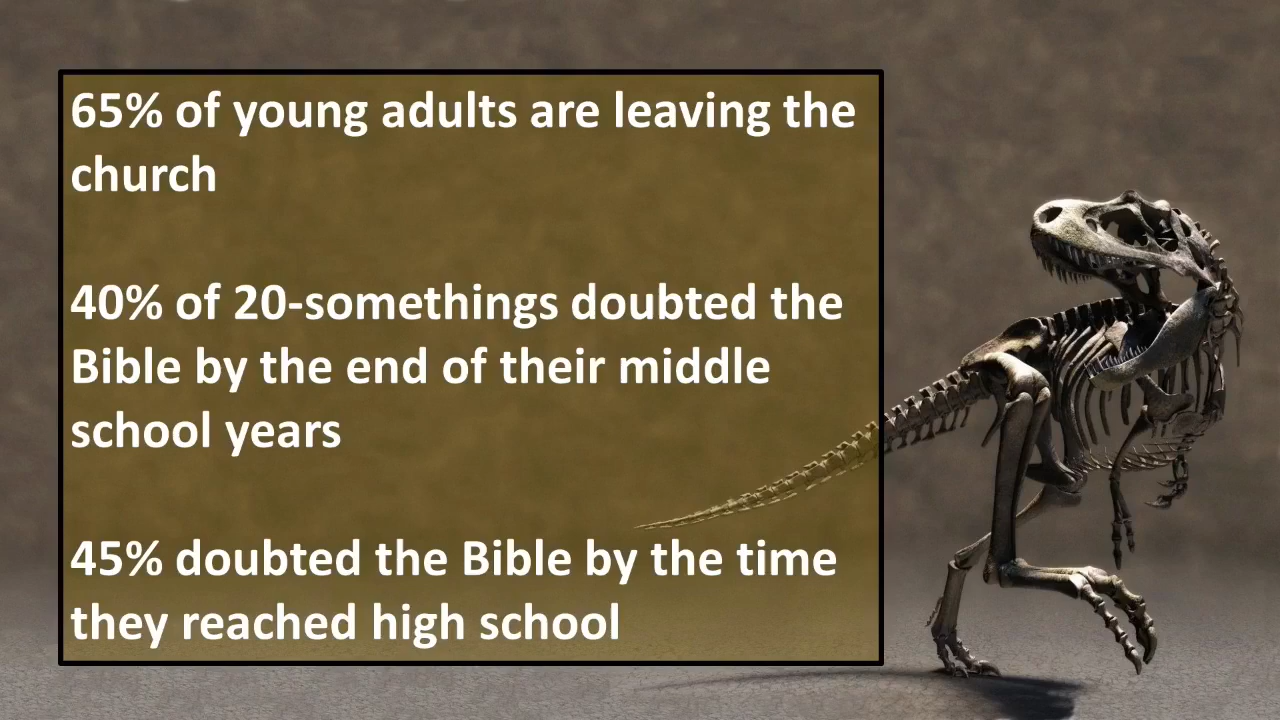 65% of young adults are leaving the
church
40% of 20-somethings doubted the
Bible by the end of their middle
school years
45% doubted the Bible by the time
they reached high school